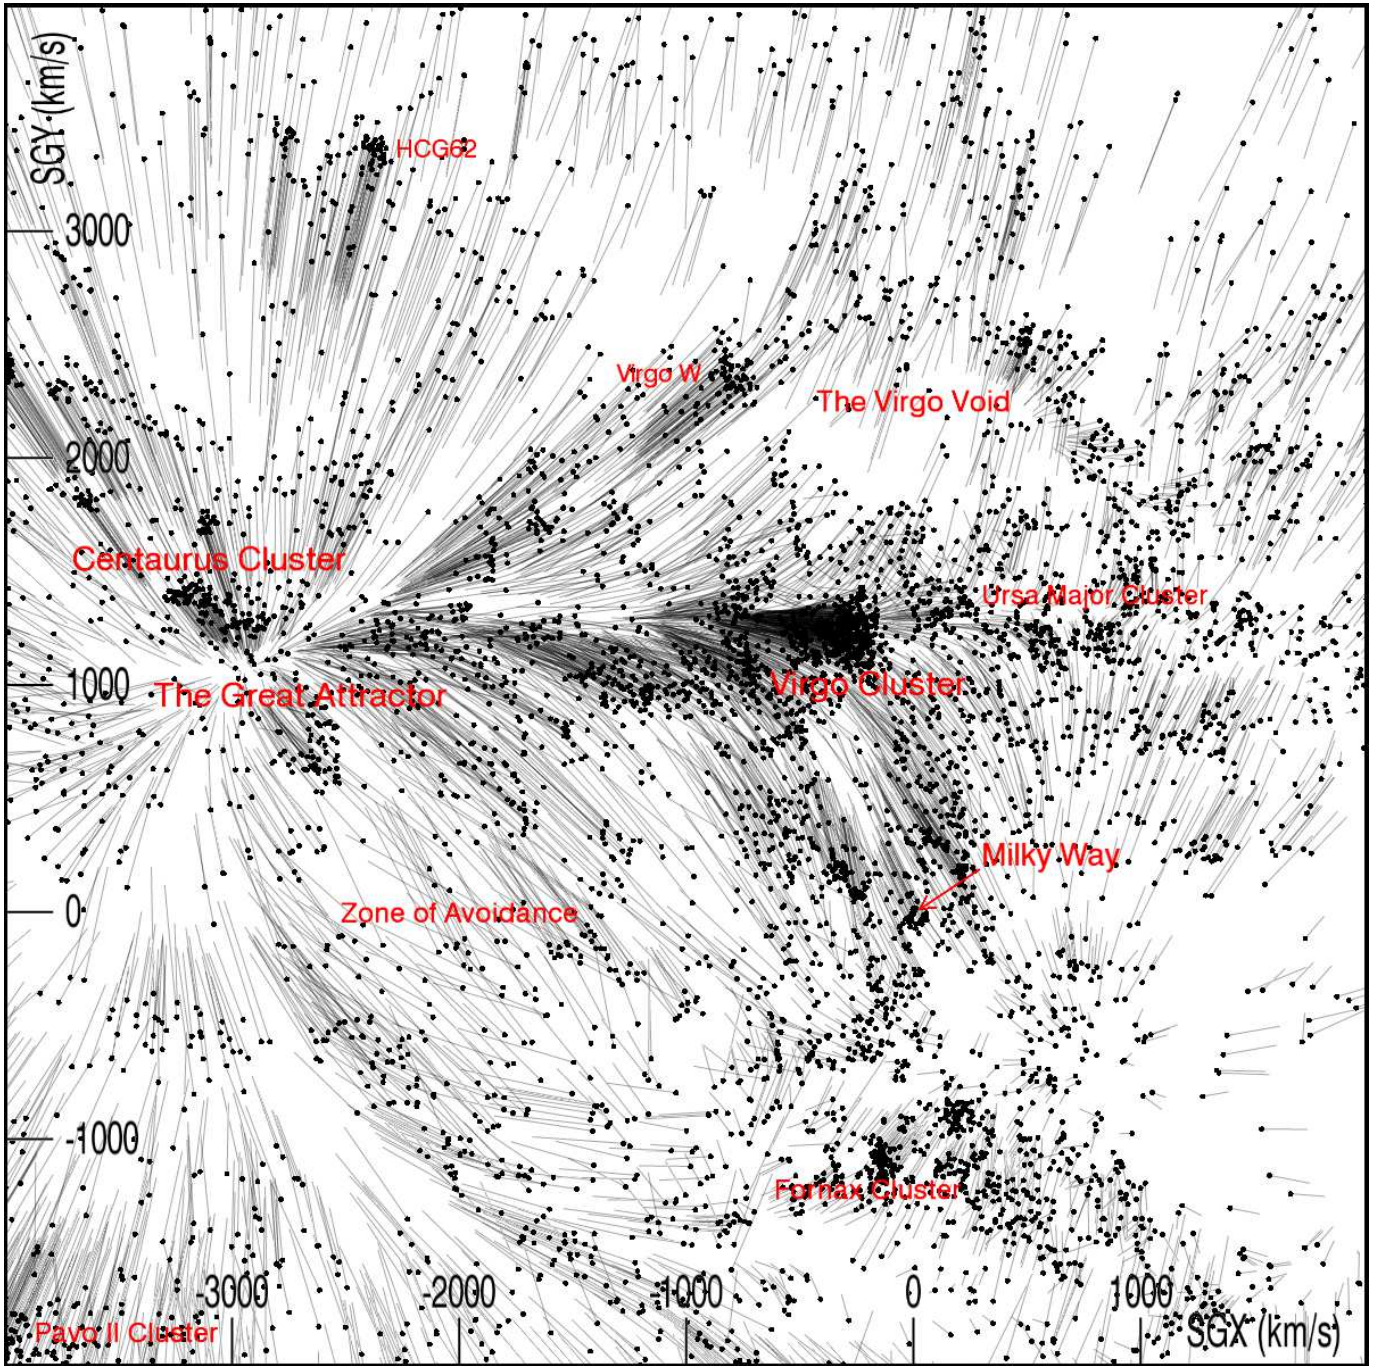 SGY (km/s)
HCG62
3000
Virgo W
The Virgo Void
2000
Centaurus Cluster
Ursa Major Cluster
1000
The Great Attractor
Virgo Cluster
Milky Way
0
Zone of Avoidance
-1000
Fornax Cluster
-3000 -2000 -1000 0 1000
Pavo II Cluster
SGX (km/s)